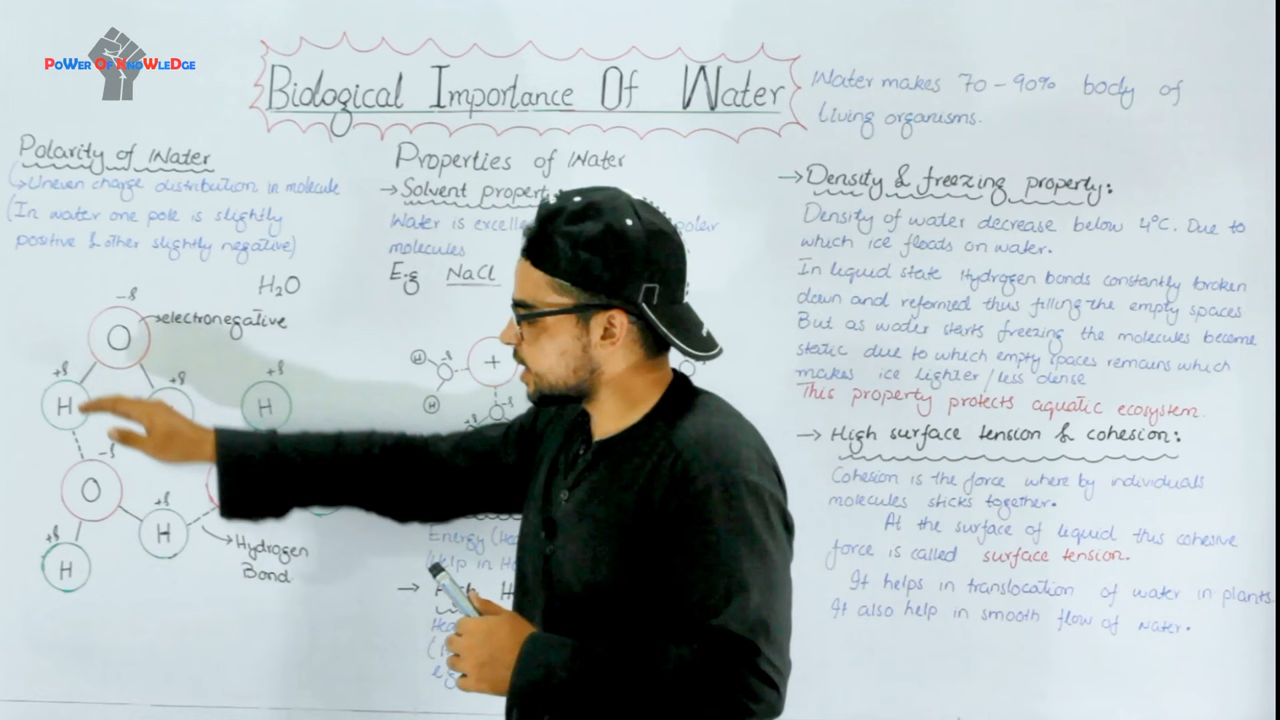 PoWer Of KNoWLeDge
Biological Importance Of Water
Water makes 70-90% body of
Living organisms.
Polarity of Water
Uneven charge distribution in molecule
(In water one pole is slightly
positive & other slightly negative)
H₂O
-δ
O
electronegative
+δ
H
+δ
+δ
H
-δ
O
+δ
H
+δ
H
Hydrogen
Bond
Properties of Water
→ Solvent
Water is polar
molecules
E.g NaCl
H
-δ
O
H
+
Energy
Help in
→
→ Density & freezing property:
Density of water decrease below 4°C. Due to
which ice floads on water.
In liquid state Hydrogen bonds constantly broken
down and reformed thus filling the empty spaces
But as water starts freezing the molecules become
static due to which empty spaces remains which
makes ice lighter/less dense
This property protects aquatic ecosystem.
→ High surface tension & cohesion:
Cohesion is the force where by individuals
molecules sticks together.
At the surface of liquid this cohesive
force is called surface tension.
It helps in translocation of water in plants
It also help in smooth flow of water.